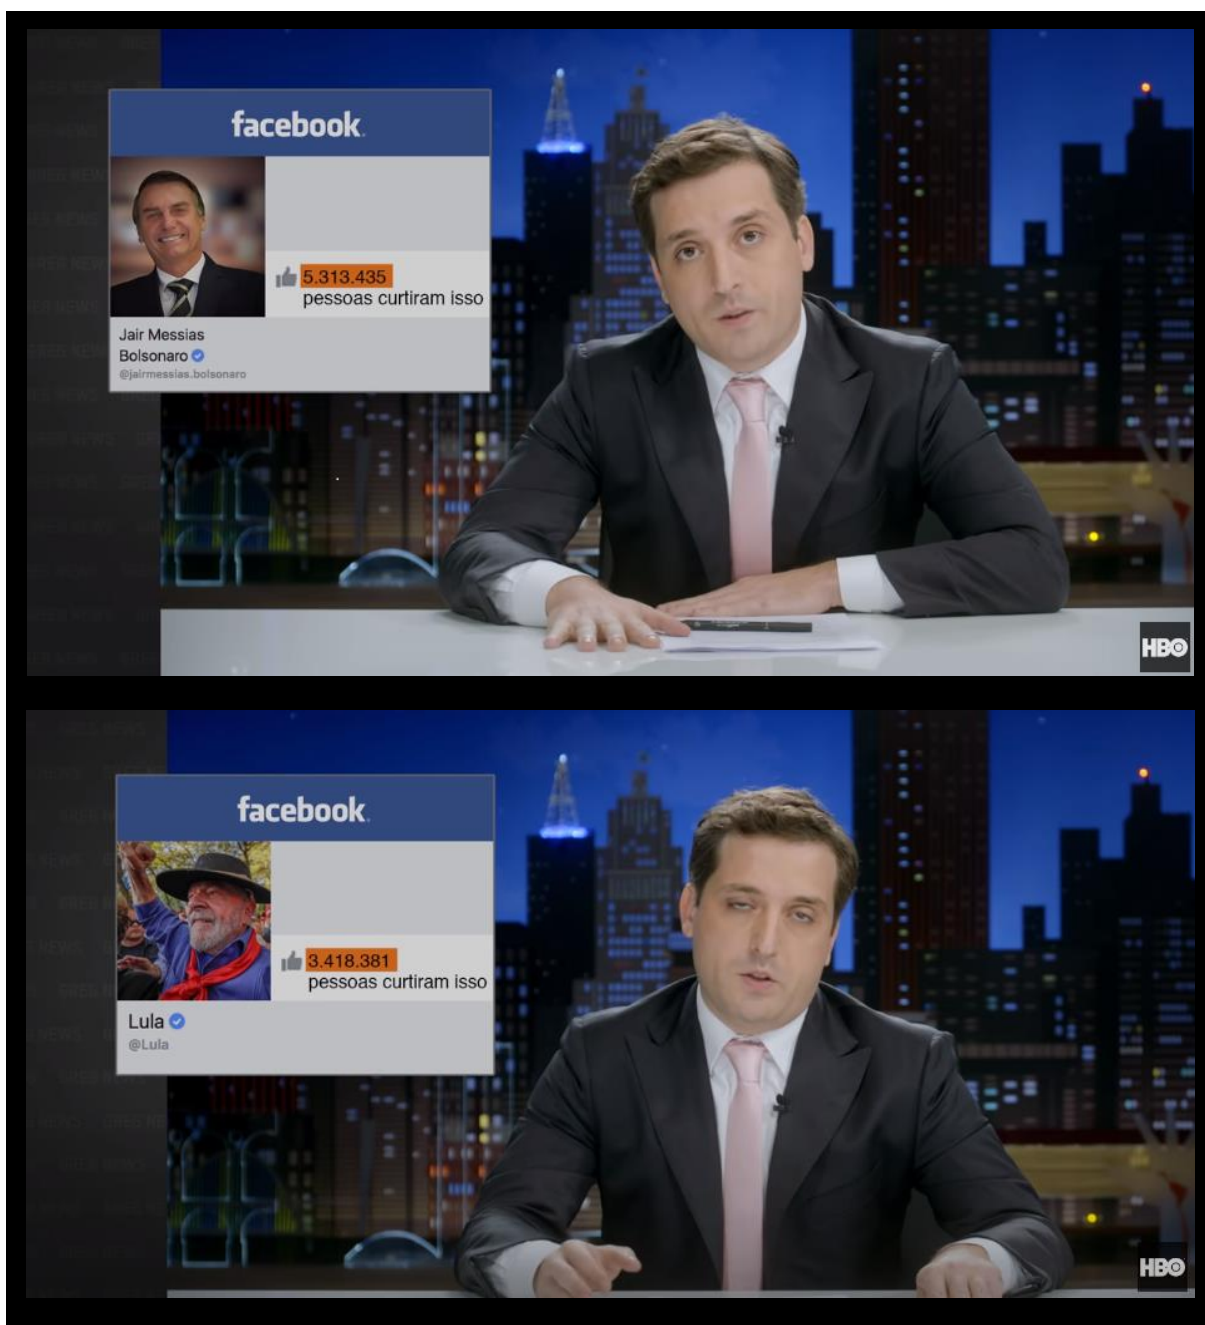 facebook
5.313.435
pessoas curtiram isso
Jair Messias
Bolsonaro
@jairmessias.bolsonaro
HBO
facebook
3.418.381
pessoas curtiram isso
Lula
@Lula
HBO